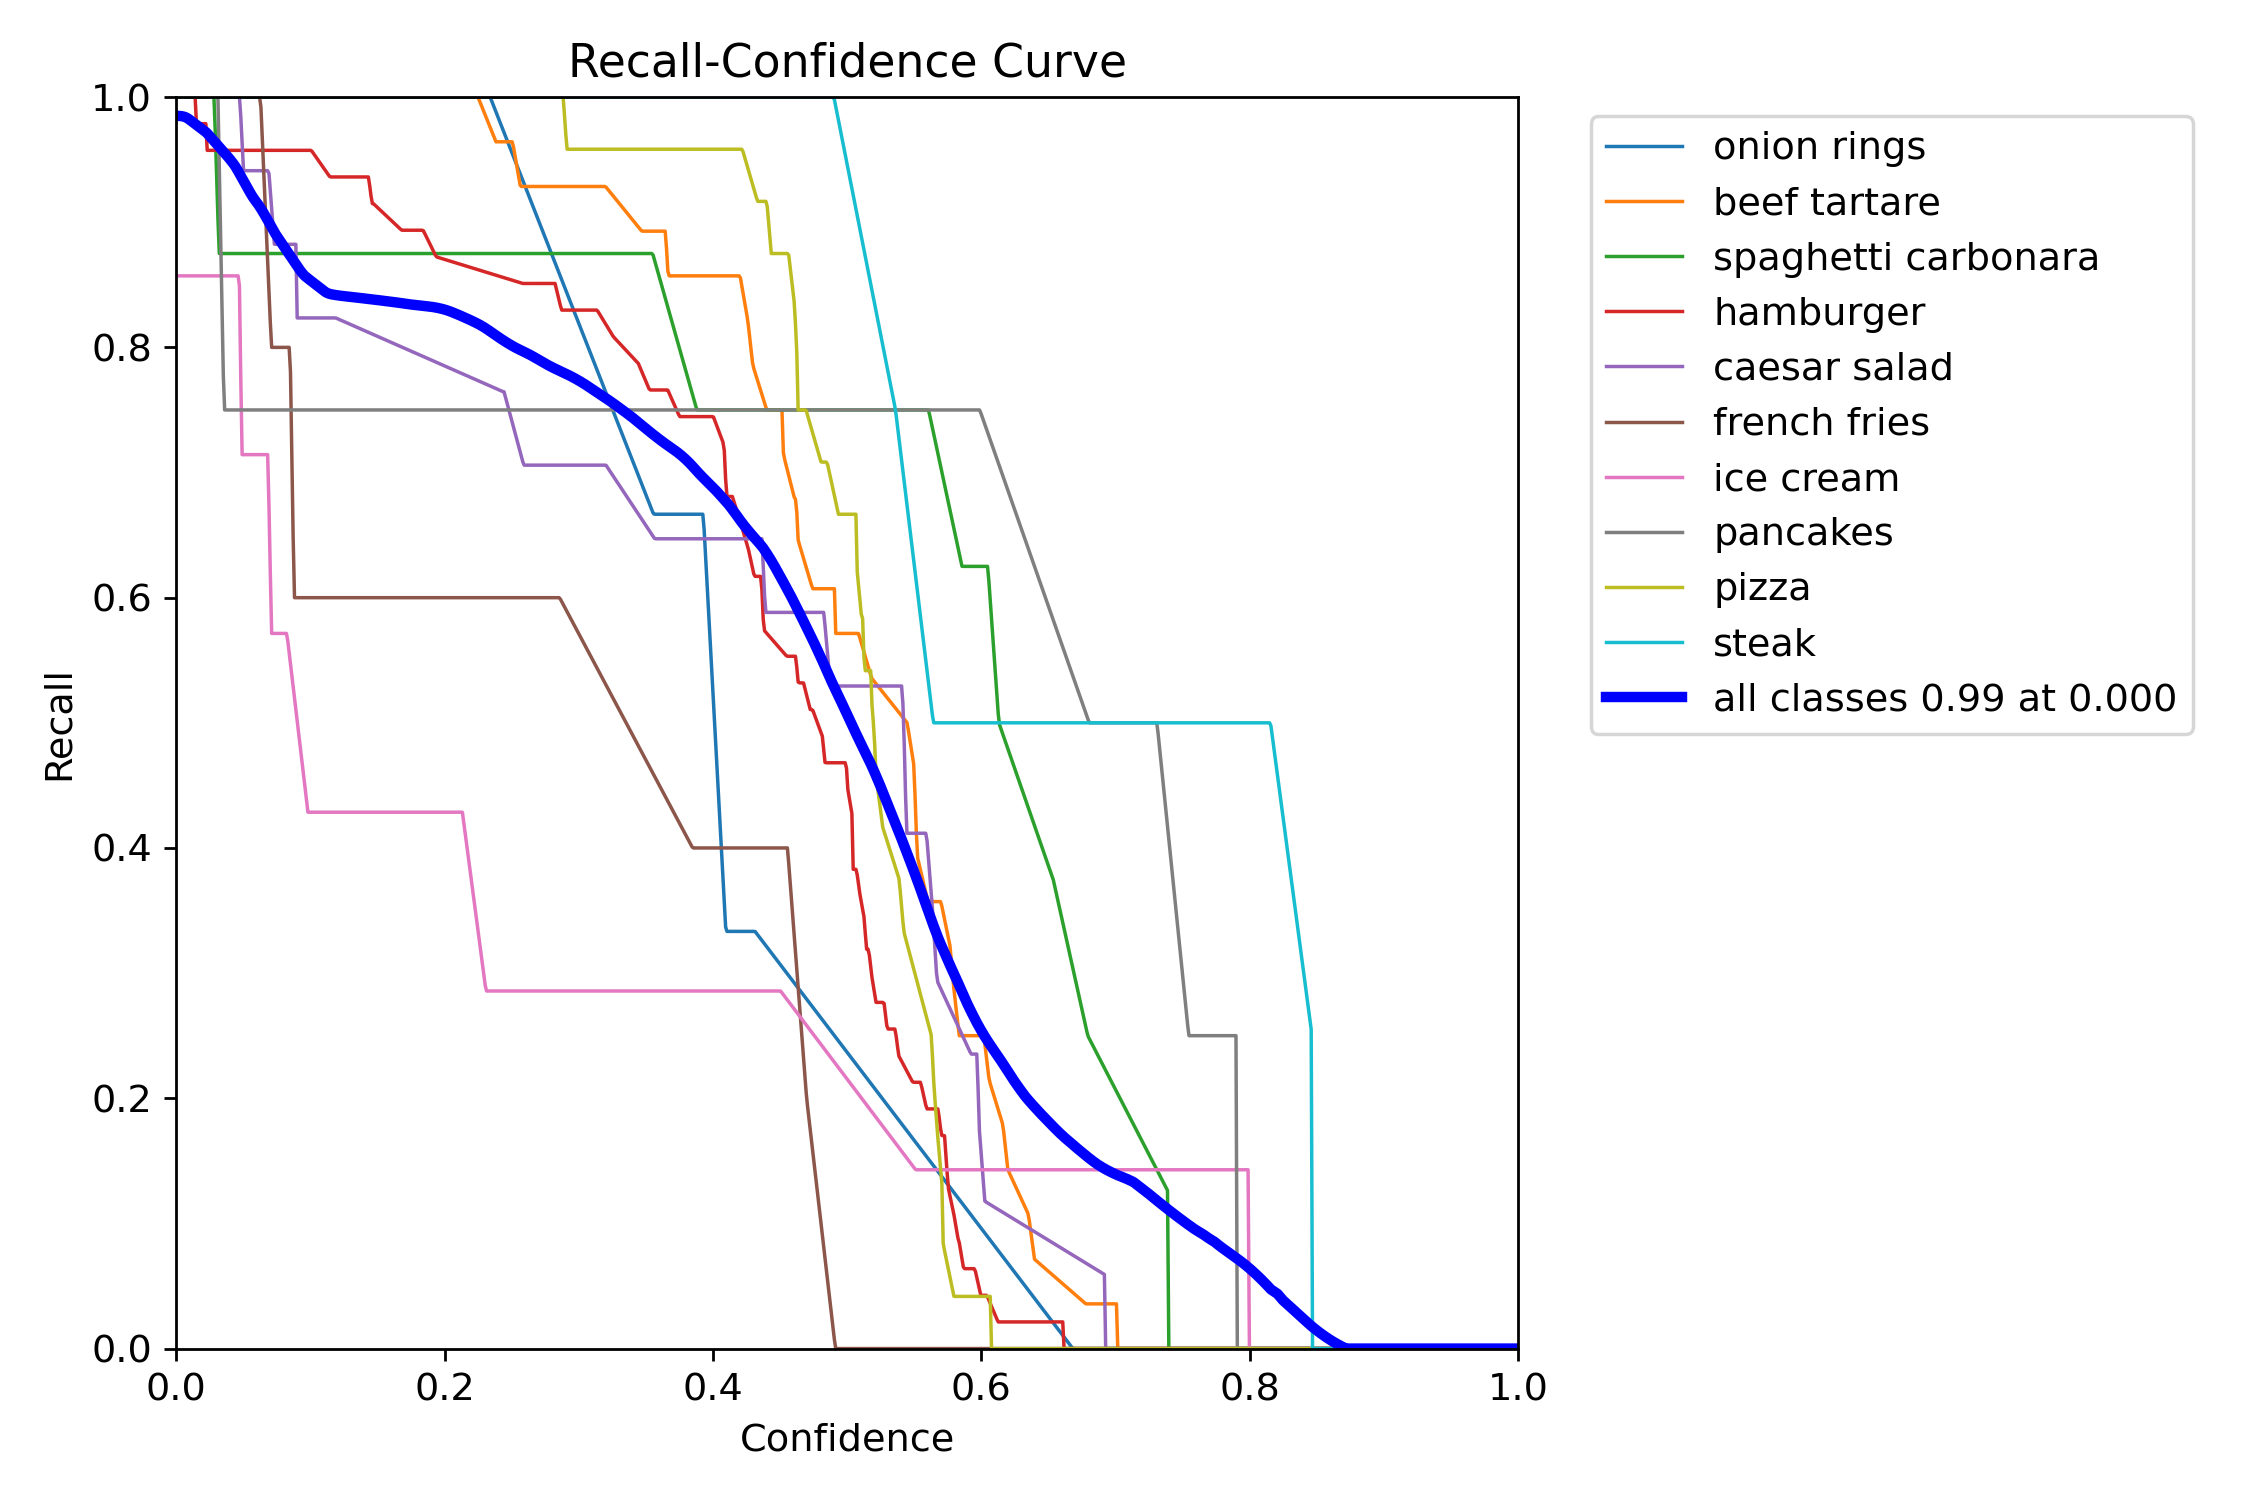 Recall-Confidence Curve
1.0
0.8
0.6
0.4
0.2
0.0
Recall
0.0 0.2 0.4 0.6 0.8 1.0
Confidence
onion rings
beef tartare
spaghetti carbonara
hamburger
caesar salad
french fries
ice cream
pancakes
pizza
steak
all classes 0.99 at 0.000